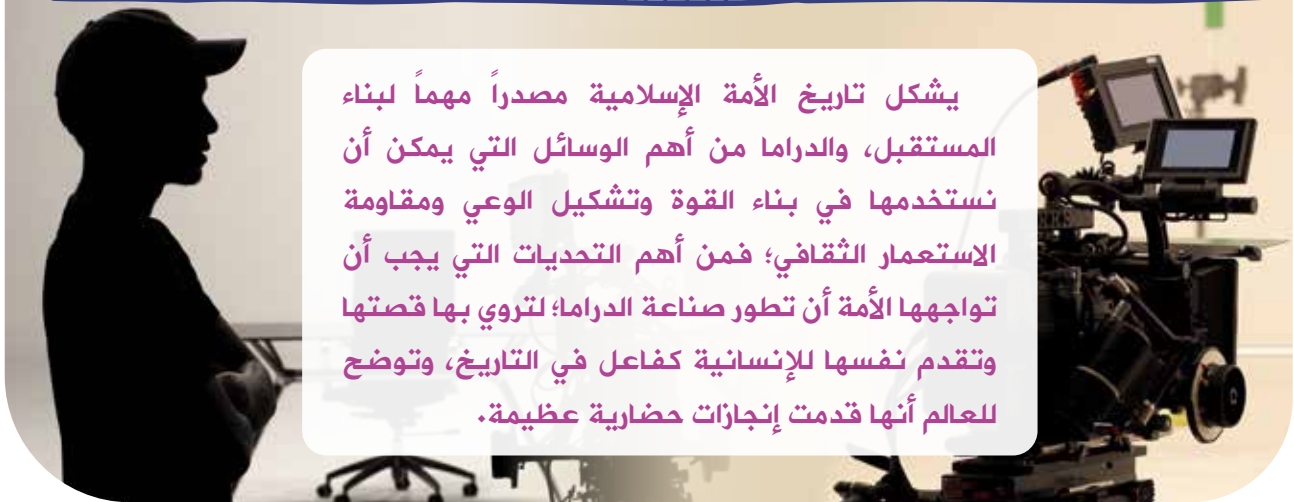 يشكل تاريخ الأمة الإسلامية مصدراً مهماً لبناء
المستقبل، والدراما من أهم الوسائل التي يمكن أن
نستخدمها في بناء القوة وتشكيل الوعي ومقاومة
الاستعمار الثقافي؛ فمن أهم التحديات التي يجب أن
تواجهها الأمة أن تطور صناعة الدراما؛ لتروي بها قصتها
وتقدم نفسها للإنسانية كفاعل في التاريخ، وتوضح
للعالم أنها قدمت إنجازات حضارية عظيمة.